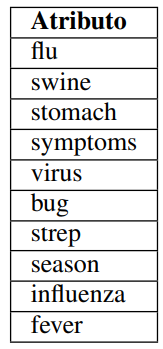 Atributo
flu
swine
stomach
symptoms
virus
bug
strep
season
influenza
fever